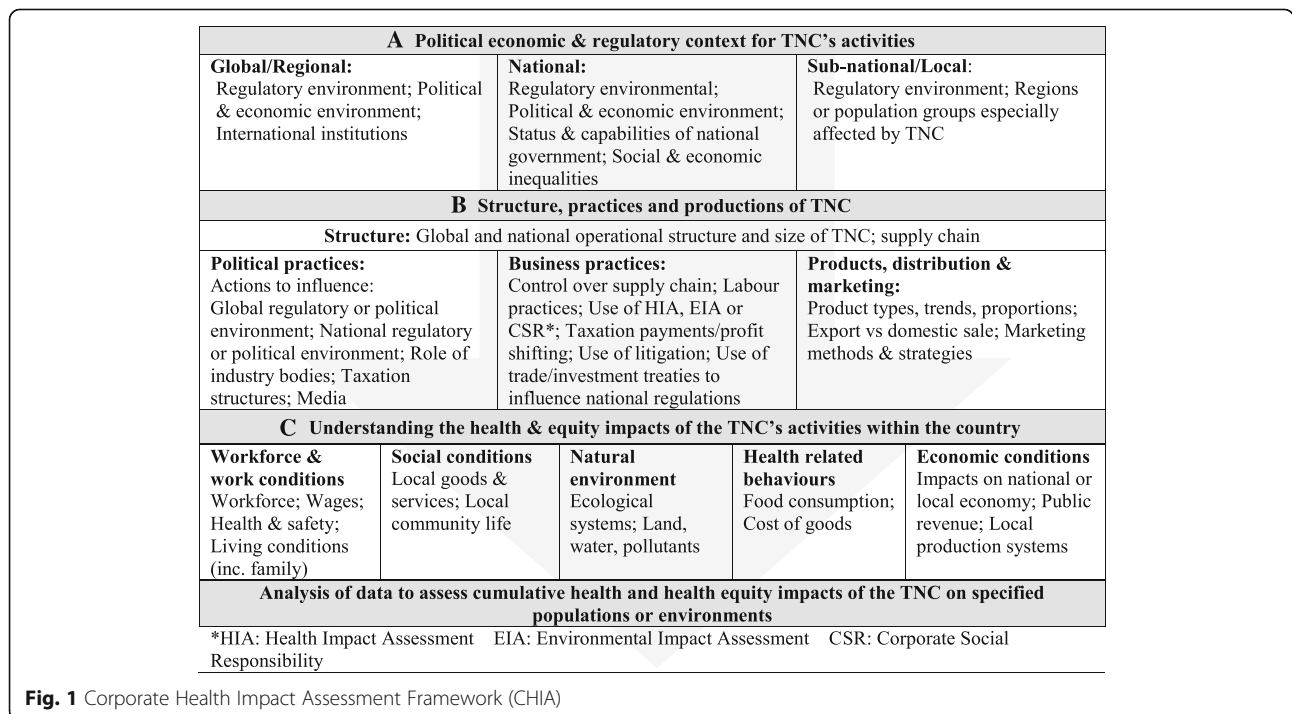 A Political economic & regulatory context for TNC's activities
Global/Regional:
Regulatory environment; Political
& economic environment;
International institutions
National:
Regulatory environmental;
Political & economic environment;
Status & capabilities of national
government; Social & economic
inequalities
Sub-national/Local:
Regulatory environment; Regions
or population groups especially
affected by TNC
B Structure, practices and productions of TNC
Structure: Global and national operational structure and size of TNC; supply chain
Political practices:
Actions to influence:
Global regulatory or political
environment; National regulatory
or political environment; Role of
industry bodies; Taxation
structures; Media
Business practices:
Control over supply chain; Labour
practices; Use of HIA, EIA or
CSR*; Taxation payments/profit
shifting; Use of litigation; Use of
trade/investment treaties to
influence national regulations
Products, distribution &
marketing:
Product types, trends, proportions;
Export vs domestic sale; Marketing
methods & strategies
C Understanding the health & equity impacts of the TNC's activities within the country
Workforce &
work conditions
Workforce; Wages;
Health & safety;
Living conditions
(inc. family)
Social conditions
Local goods &
services; Local
community life
Natural
environment
Ecological
systems; Land,
water, pollutants
Health related
behaviours
Food consumption;
Cost of goods
Economic conditions
Impacts on national or
local economy; Public
revenue; Local
production systems
Analysis of data to assess cumulative health and health equity impacts of the TNC on specified
populations or environments
*HIA: Health Impact Assessment EIA: Environmental Impact Assessment CSR: Corporate Social
Responsibility
Fig. 1 Corporate Health Impact Assessment Framework (CHIA)